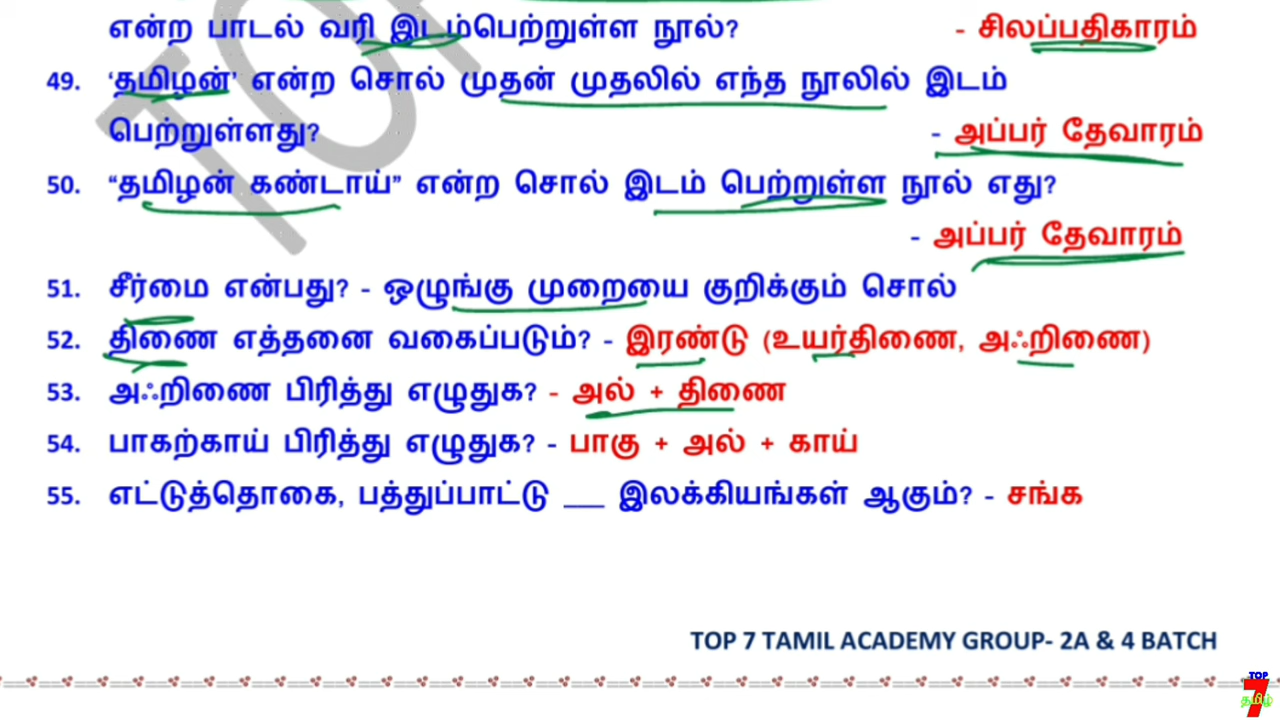 என்ற பாடல் வரி இடம்பெற்றுள்ள நூல்? - சிலப்பதிகாரம்
49. ‘தமிழன்’ என்ற சொல் முதன் முதலில் எந்த நூலில் இடம்
பெற்றுள்ளது? - அப்பர் தேவாரம்
50. “தமிழன் கண்டாய்” என்ற சொல் இடம் பெற்றுள்ள நூல் எது?
- அப்பர் தேவாரம்
51. சீர்மை என்பது? - ஒழுங்கு முறையை குறிக்கும் சொல்
52. திணை எத்தனை வகைப்படும்? - இரண்டு (உயர்திணை, அஃறிணை)
53. அஃறிணை பிரித்து எழுதுக? - அல் + திணை
54. பாகற்காய் பிரித்து எழுதுக? - பாகு + அல் + காய்
55. எட்டுத்தொகை, பத்துப்பாட்டு ___ இலக்கியங்கள் ஆகும்? - சங்க
TOP 7 TAMIL ACADEMY GROUP- 2A & 4 BATCH
TOP
7
தமிழ்